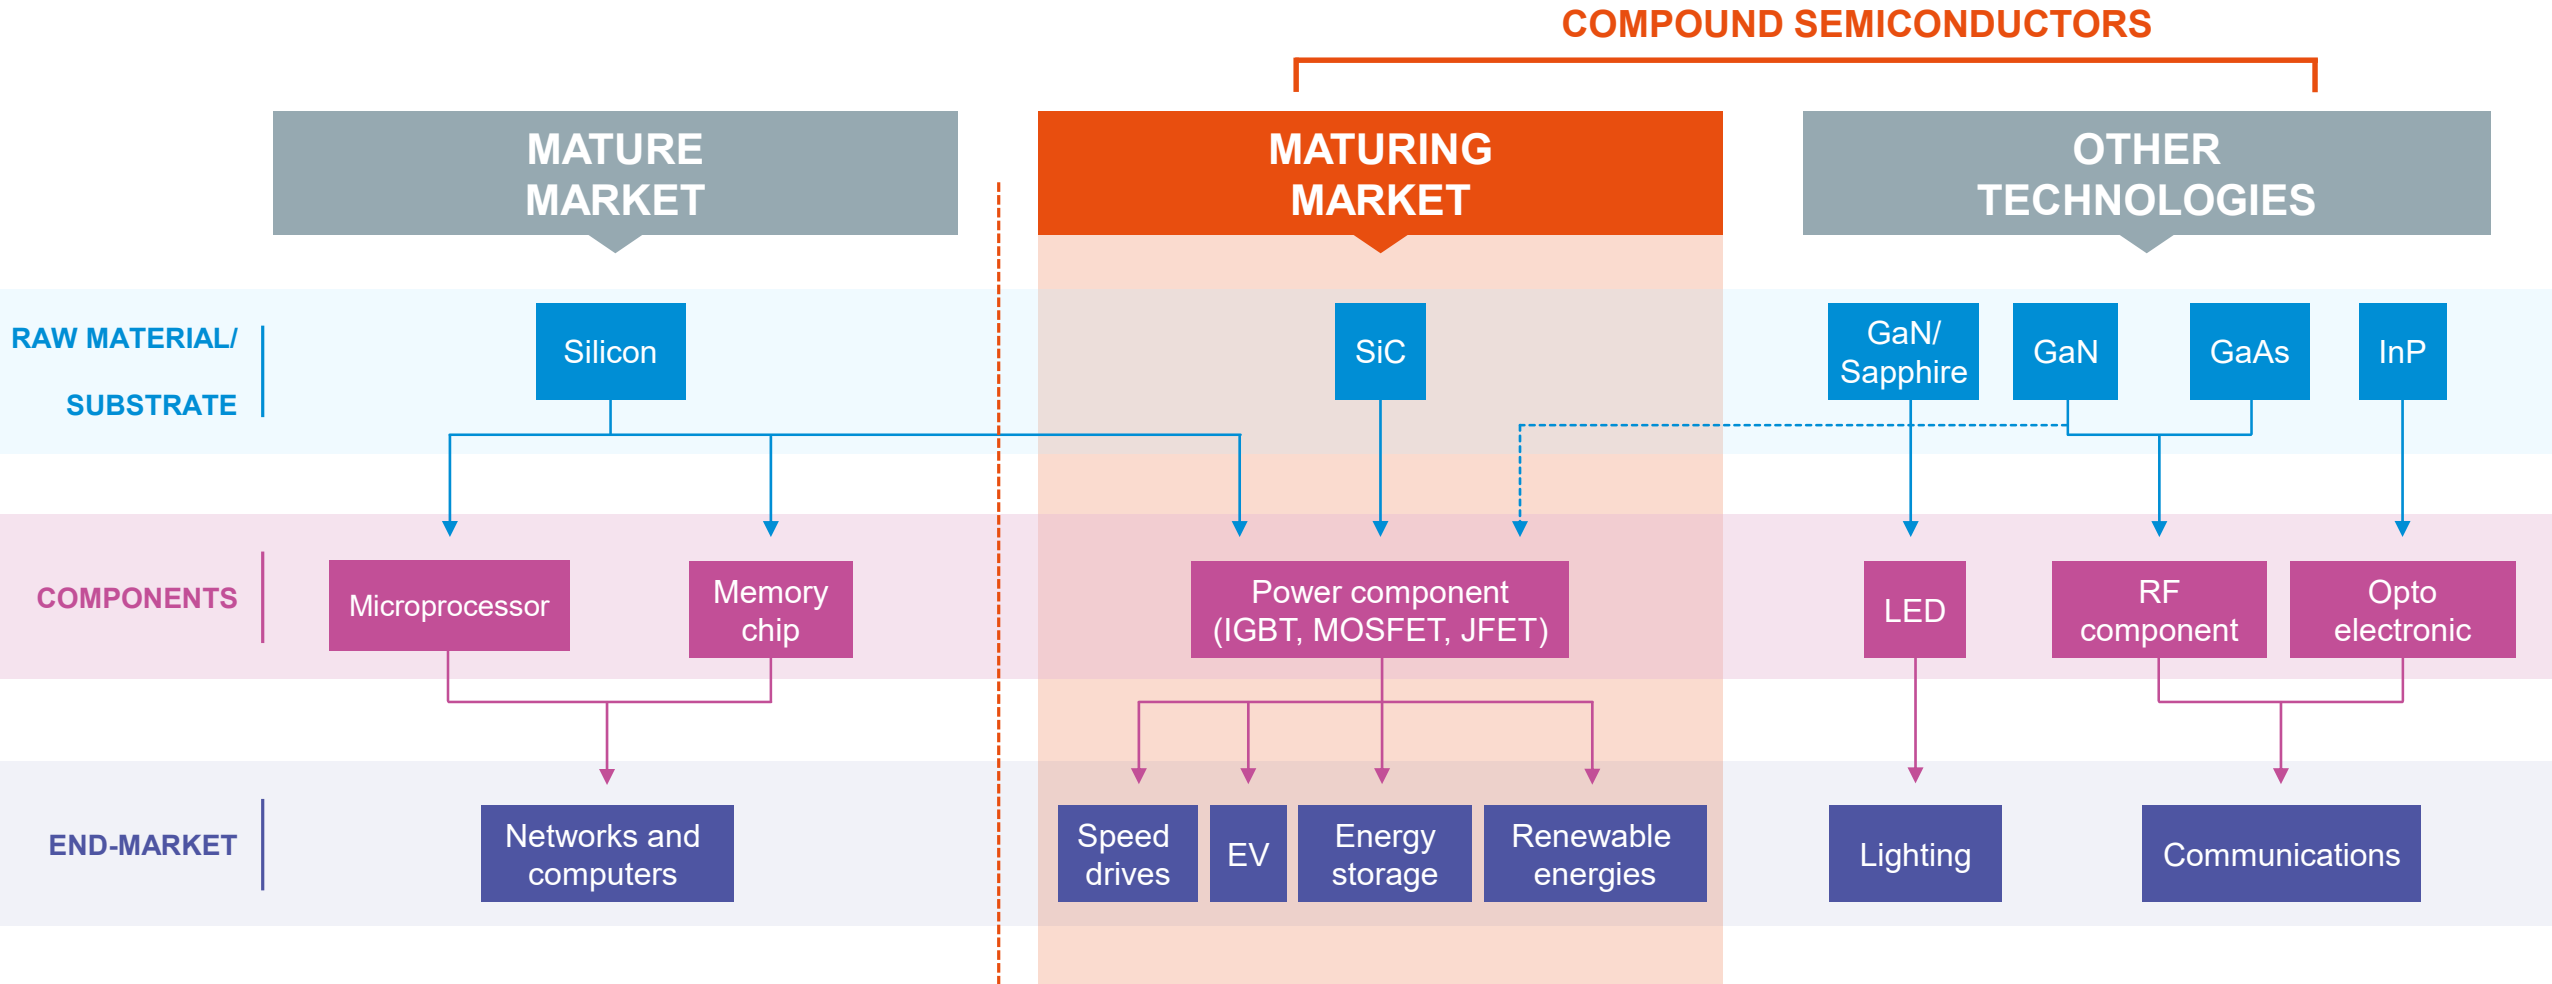 COMPOUND SEMICONDUCTORS
MATURE
MARKET
MATURING
MARKET
OTHER
TECHNOLOGIES
RAW MATERIAL/
SUBSTRATE
Silicon
SiC
GaN/
Sapphire
GaN
GaAs
InP
COMPONENTS
Microprocessor
Memory
chip
Power component
(IGBT, MOSFET, JFET)
LED
RF
component
Opto
electronic
END-MARKET
Networks and
computers
Speed
drives
EV
Energy
storage
Renewable
energies
Lighting
Communications